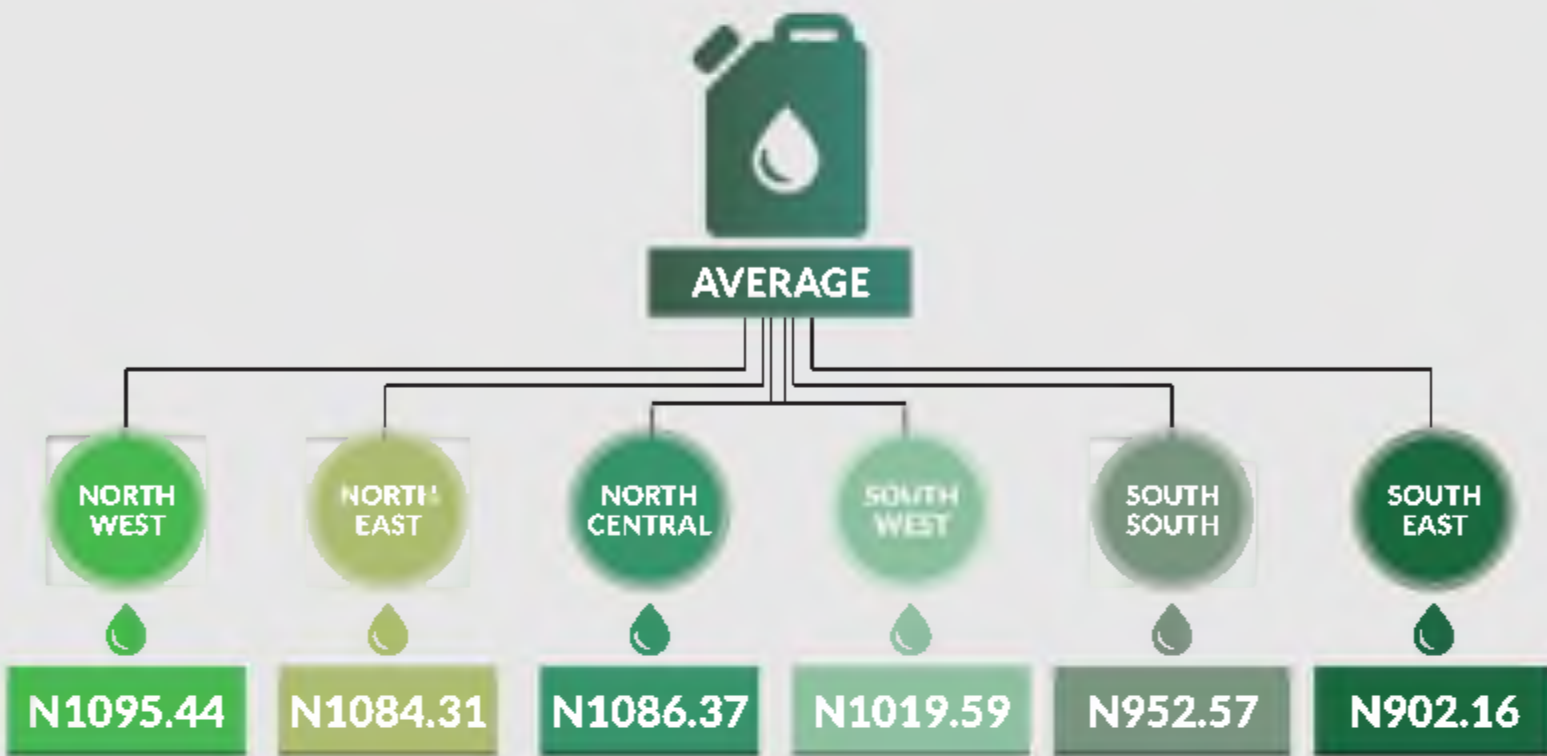 AVERAGE
NORTH
WEST
NORTH
EAST
NORTH
CENTRAL
SOUTH
WEST
SOUTH
SOUTH
SOUTH
EAST
N1095.44
N1084.31
N1086.37
N1019.59
N952.57
N902.16